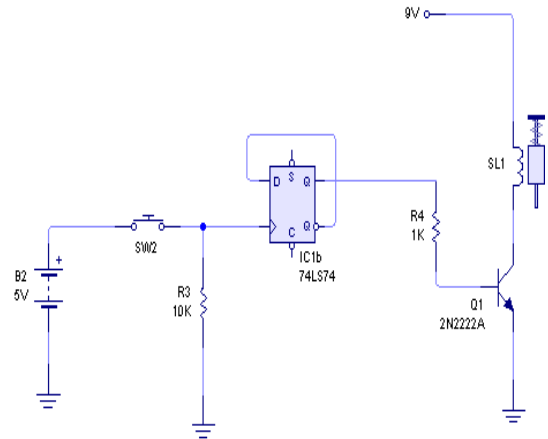 9V
SL1
D S Q
C Q
IC1b
74LS74
R4
1K
SW2
B2
5V
+
R3
10K
Q1
2N2222A